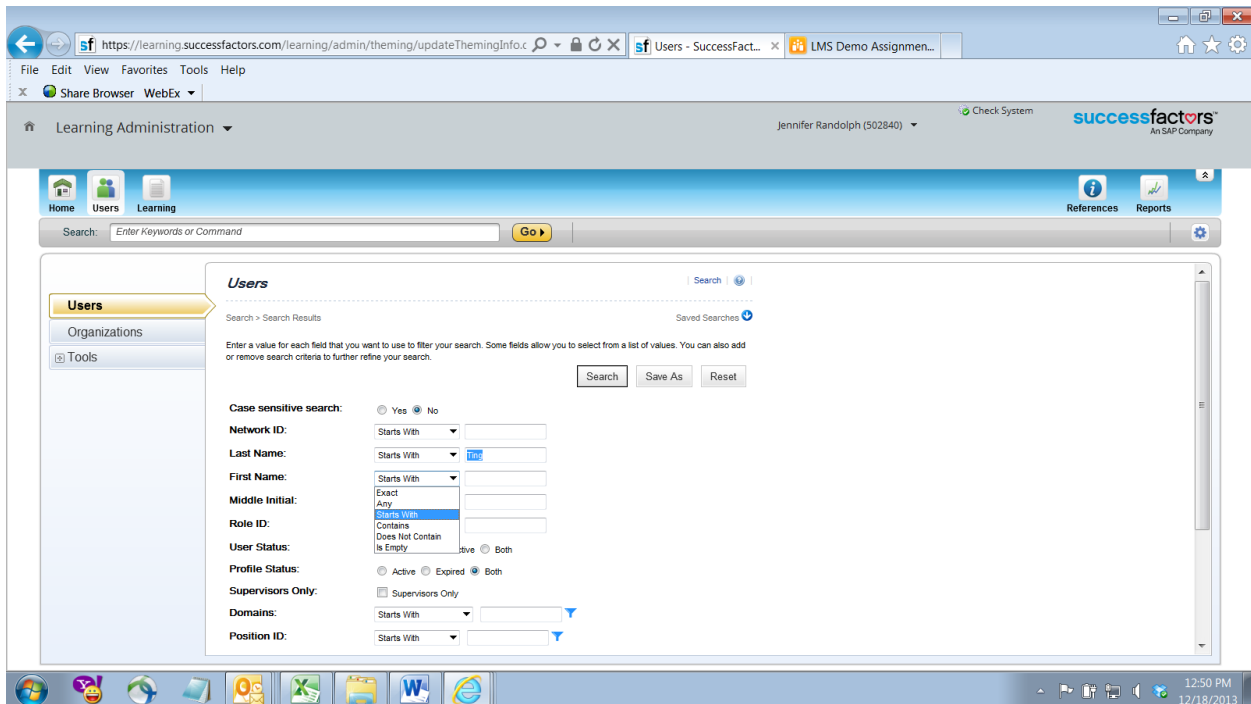 sf https://learning.successfactors.com/learning/admin/theming/updateThemingInfo.c
sf Users - SuccessFact... ×
LMS Demo Assignmen...
File Edit View Favorites Tools Help
x Share Browser WebEx
Learning Administration
Jennifer Randolph (502840)
Check System
successfactors™
An SAP Company
Home Users Learning
References Reports
Search: Enter Keywords or Command Go
Users
Organizations
Tools
Users
Search
Search > Search Results
Saved Searches
Enter a value for each field that you want to use to filter your search. Some fields allow you to select from a list of values. You can also add
or remove search criteria to further refine your search.
Search Save As Reset
Case sensitive search: Yes No
Network ID: Starts With
Last Name: Starts With Ting
First Name: Starts With
Exact
Middle Initial:
Any
Starts With
Role ID:
Contains
Does Not Contain
User Status: Is Empty Both
Profile Status: Active Expired Both
Supervisors Only: Supervisors Only
Domains: Starts With
Position ID: Starts With
12:50 PM
12/18/2013